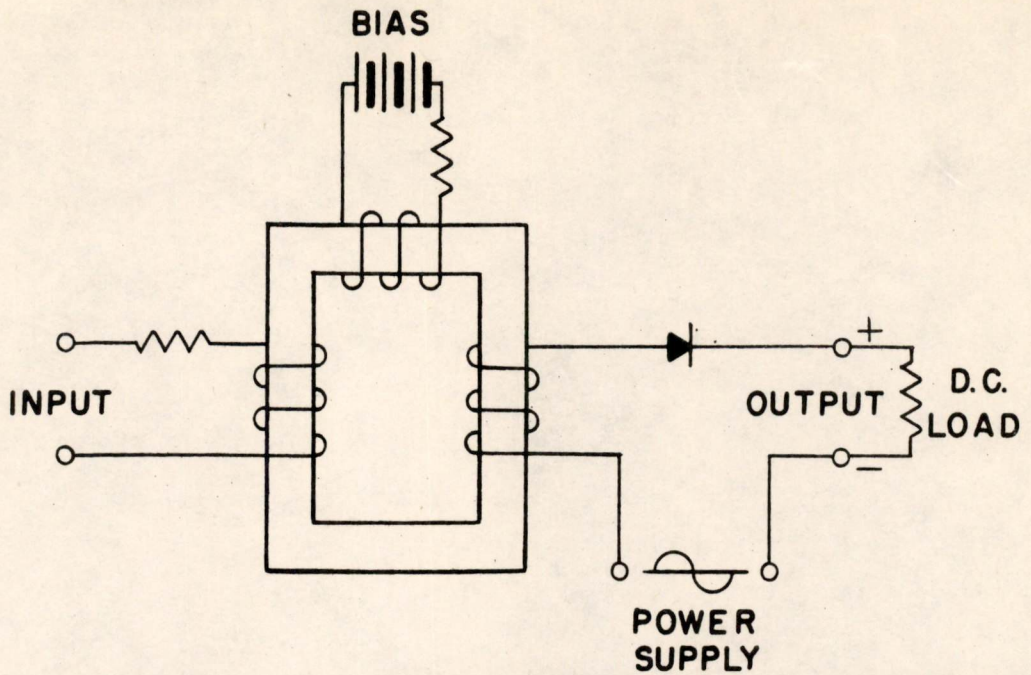 BIAS
INPUT
+
OUTPUT
−
D.C.
LOAD
POWER
SUPPLY